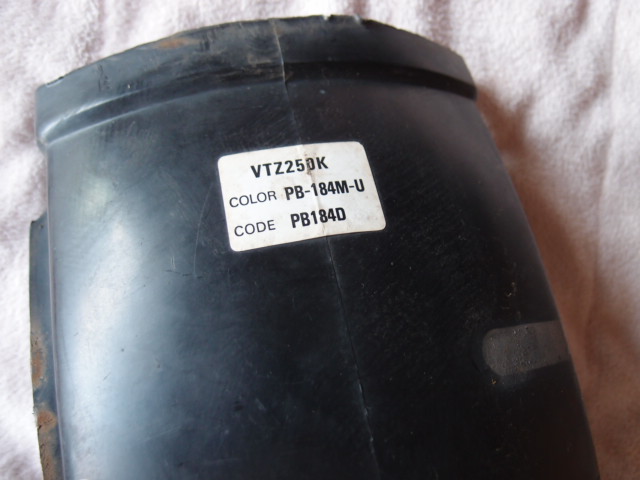 VTZ250K
COLOR PB-184M-U
CODE PB184D